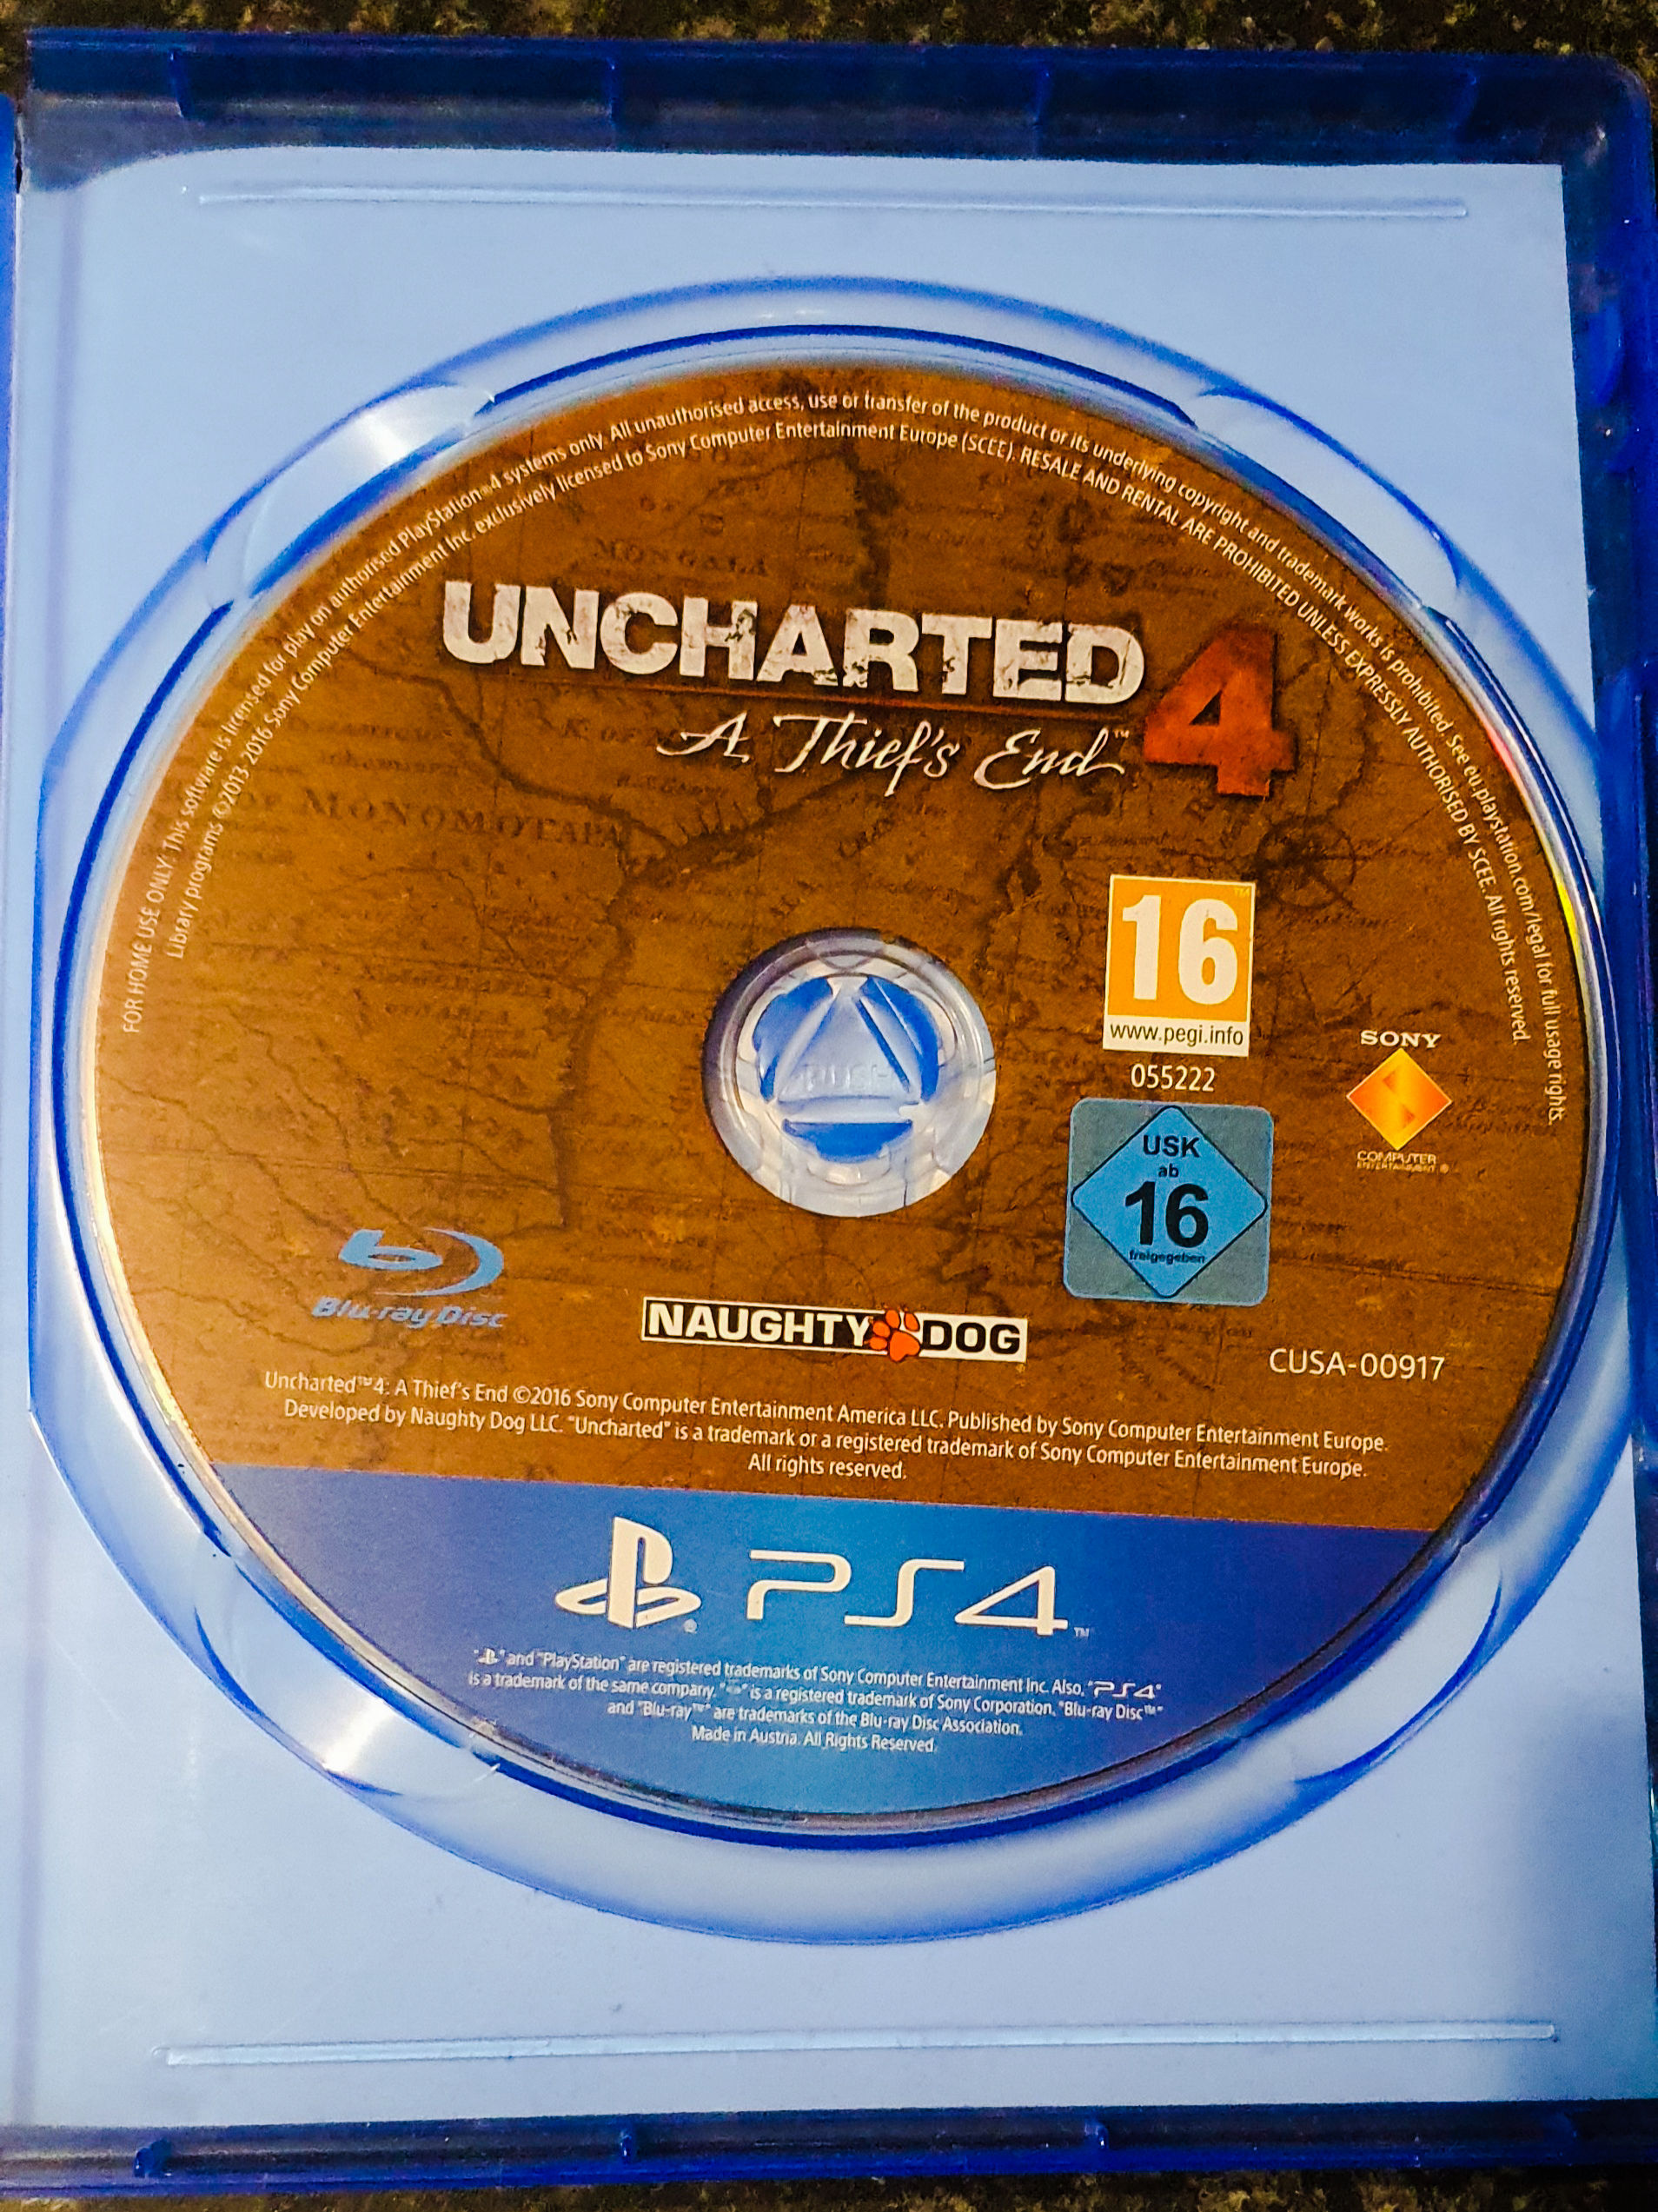 FOR HOME USE ONLY. This software is licensed for play on authorised PlayStation®4 systems only. All unauthorised access, use or transfer of the product or its underlying copyright and trademark works is prohibited. See eu.playstation.com/legal for full usage rights.
Library programs ©2013-2016 Sony Computer Entertainment Inc. exclusively licensed to Sony Computer Entertainment Europe (SCEE). RESALE AND RENTAL ARE PROHIBITED UNLESS EXPRESSLY AUTHORISED BY SCEE. All rights reserved.
MONGALA
UNCHARTED 4
A Thief's End™
MONOMOTAPA
16
www.pegi.info
055222
SONY
COMPUTER
ENTERTAINMENT ®
PUSH
USK
ab
16
freigegeben
Blu-ray Disc
NAUGHTY DOG
CUSA-00917
Uncharted™ 4: A Thief's End ©2016 Sony Computer Entertainment America LLC. Published by Sony Computer Entertainment Europe.
Developed by Naughty Dog LLC. "Uncharted" is a trademark or a registered trademark of Sony Computer Entertainment Europe.
All rights reserved.
PS4™
" " and "PlayStation" are registered trademarks of Sony Computer Entertainment Inc. Also, "PS4"
is a trademark of the same company. " " is a registered trademark of Sony Corporation. "Blu-ray Disc™"
and "Blu-ray™" are trademarks of the Blu-ray Disc Association.
Made in Austria. All Rights Reserved.